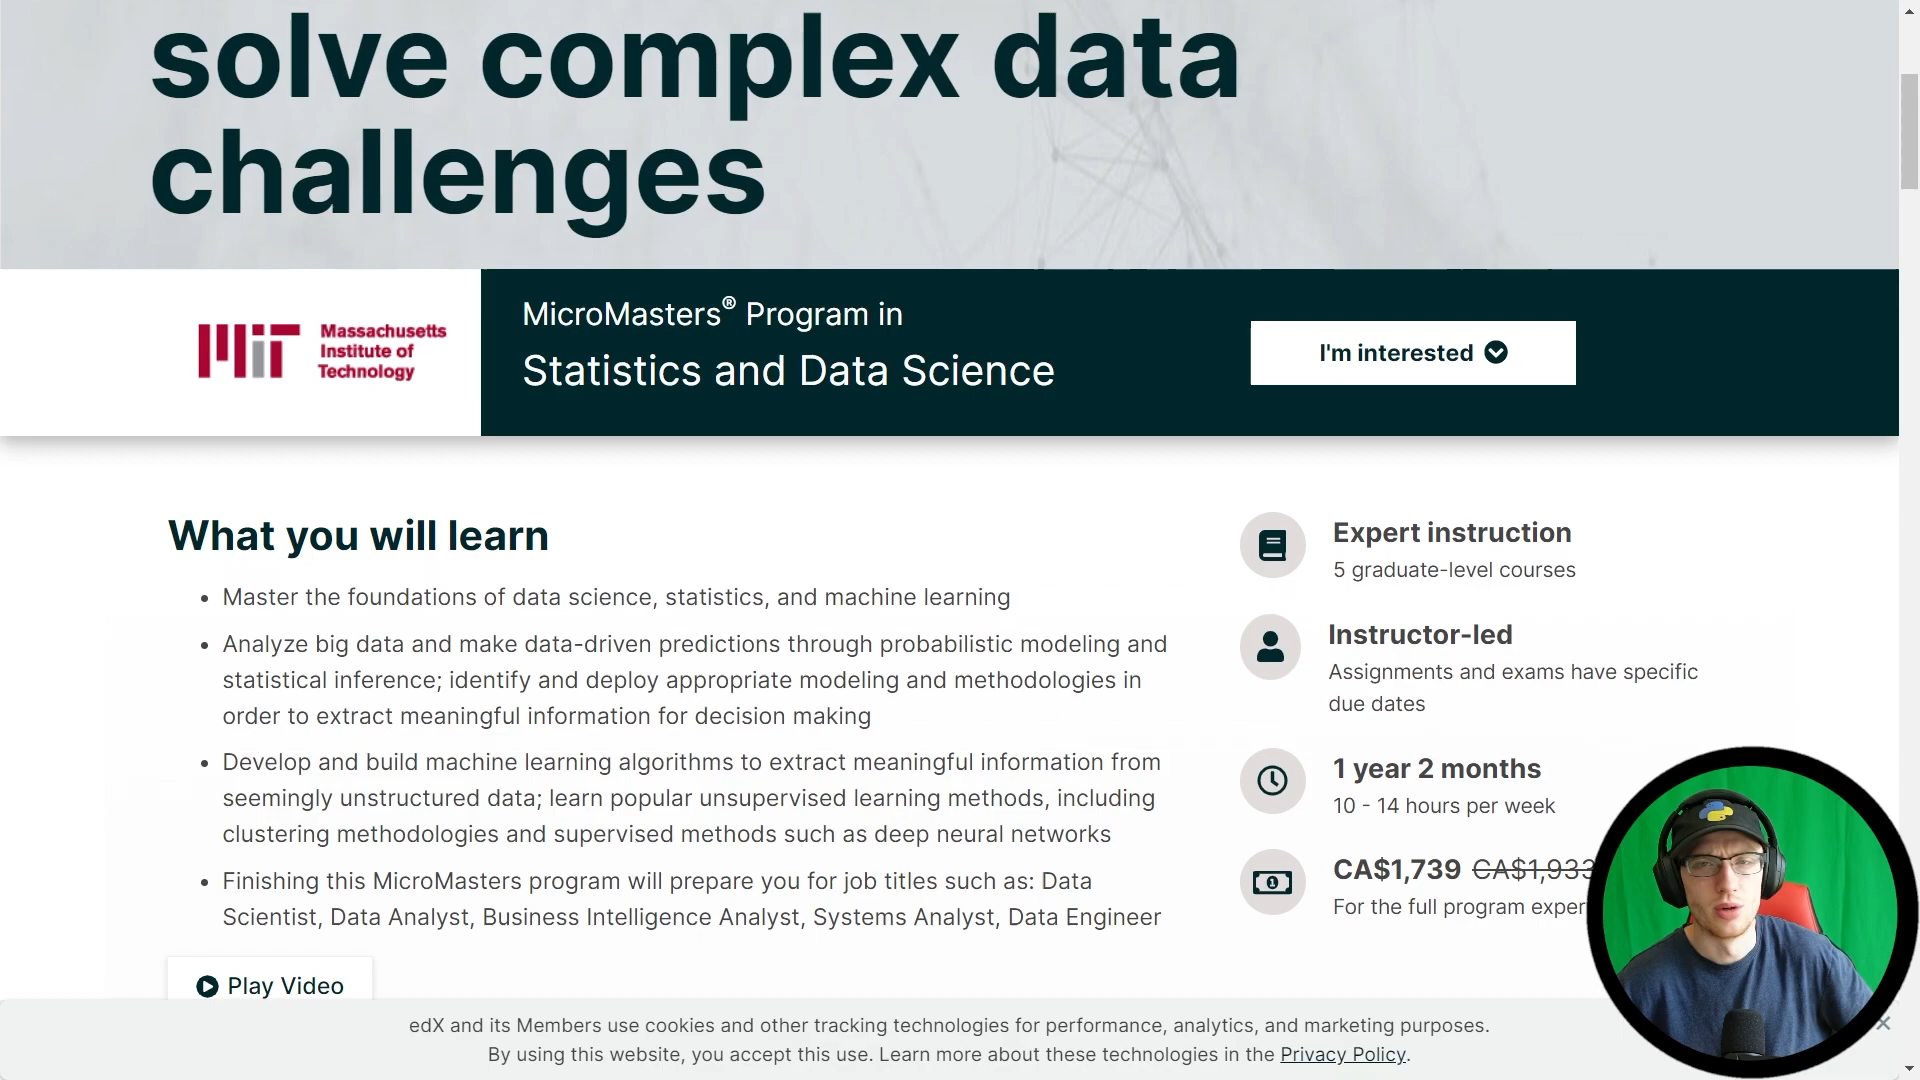 solve complex data
challenges
Massachusetts
Institute of
Technology
MicroMasters® Program in
Statistics and Data Science
I'm interested
What you will learn
• Master the foundations of data science, statistics, and machine learning
• Analyze big data and make data-driven predictions through probabilistic modeling and
statistical inference; identify and deploy appropriate modeling and methodologies in
order to extract meaningful information for decision making
• Develop and build machine learning algorithms to extract meaningful information from
seemingly unstructured data; learn popular unsupervised learning methods, including
clustering methodologies and supervised methods such as deep neural networks
• Finishing this MicroMasters program will prepare you for job titles such as: Data
Scientist, Data Analyst, Business Intelligence Analyst, Systems Analyst, Data Engineer
Play Video
Expert instruction
5 graduate-level courses
Instructor-led
Assignments and exams have specific
due dates
1 year 2 months
10 - 14 hours per week
CA$1,739 CA$1,933
For the full program
edX and its Members use cookies and other tracking technologies for performance, analytics, and marketing purposes.
By using this website, you accept this use. Learn more about these technologies in the Privacy Policy.